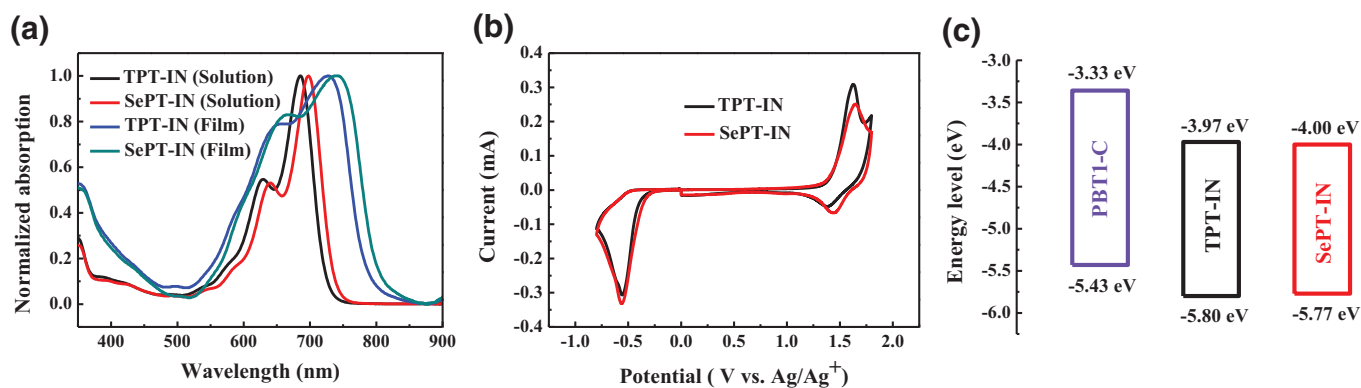 (a)
Normalized absorption
1.0
0.8
0.6
0.4
0.2
0.0
TPT-IN (Solution)
SePT-IN (Solution)
TPT-IN (Film)
SePT-IN (Film)
400 500 600 700 800 900
Wavelength (nm)
(b)
Current (mA)
0.4
0.3
0.2
0.1
0.0
-0.1
-0.2
-0.3
-0.4
TPT-IN
SePT-IN
-1.0 -0.5 0.0 0.5 1.0 1.5 2.0
Potential ( V vs. Ag/Ag+)
(c)
Energy level (eV)
-3.0
-3.5
-4.0
-4.5
-5.0
-5.5
-6.0
-3.33 eV
PBT1-C
-5.43 eV
-3.97 eV
TPT-IN
-5.80 eV
-4.00 eV
SePT-IN
-5.77 eV